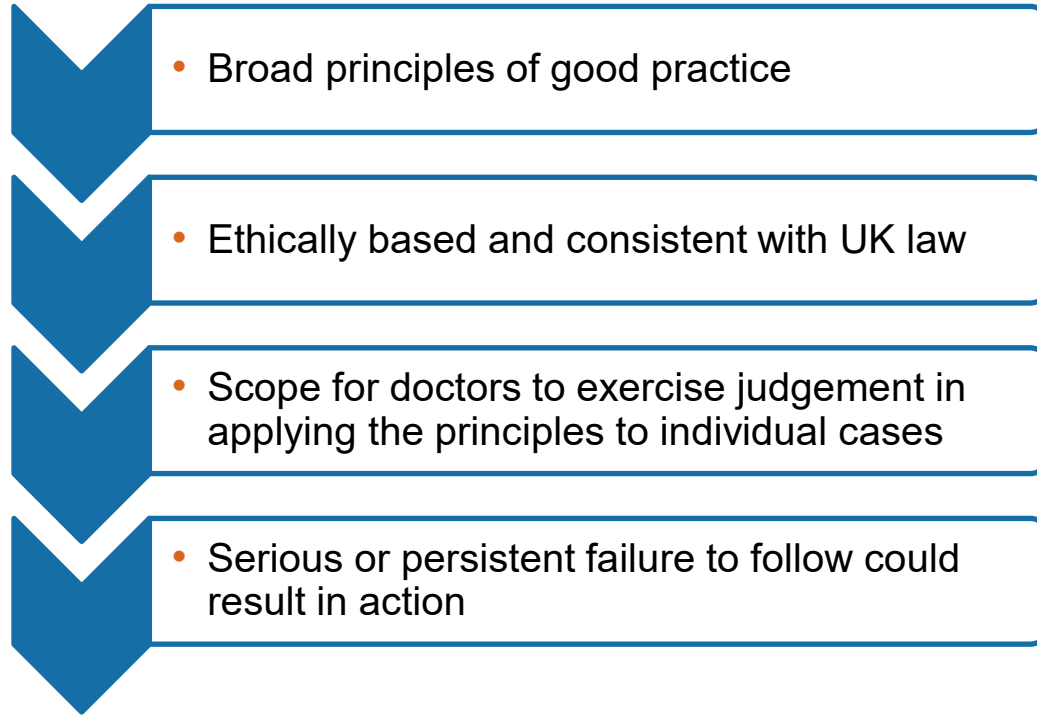 • Broad principles of good practice
• Ethically based and consistent with UK law
• Scope for doctors to exercise judgement in
applying the principles to individual cases
• Serious or persistent failure to follow could
result in action